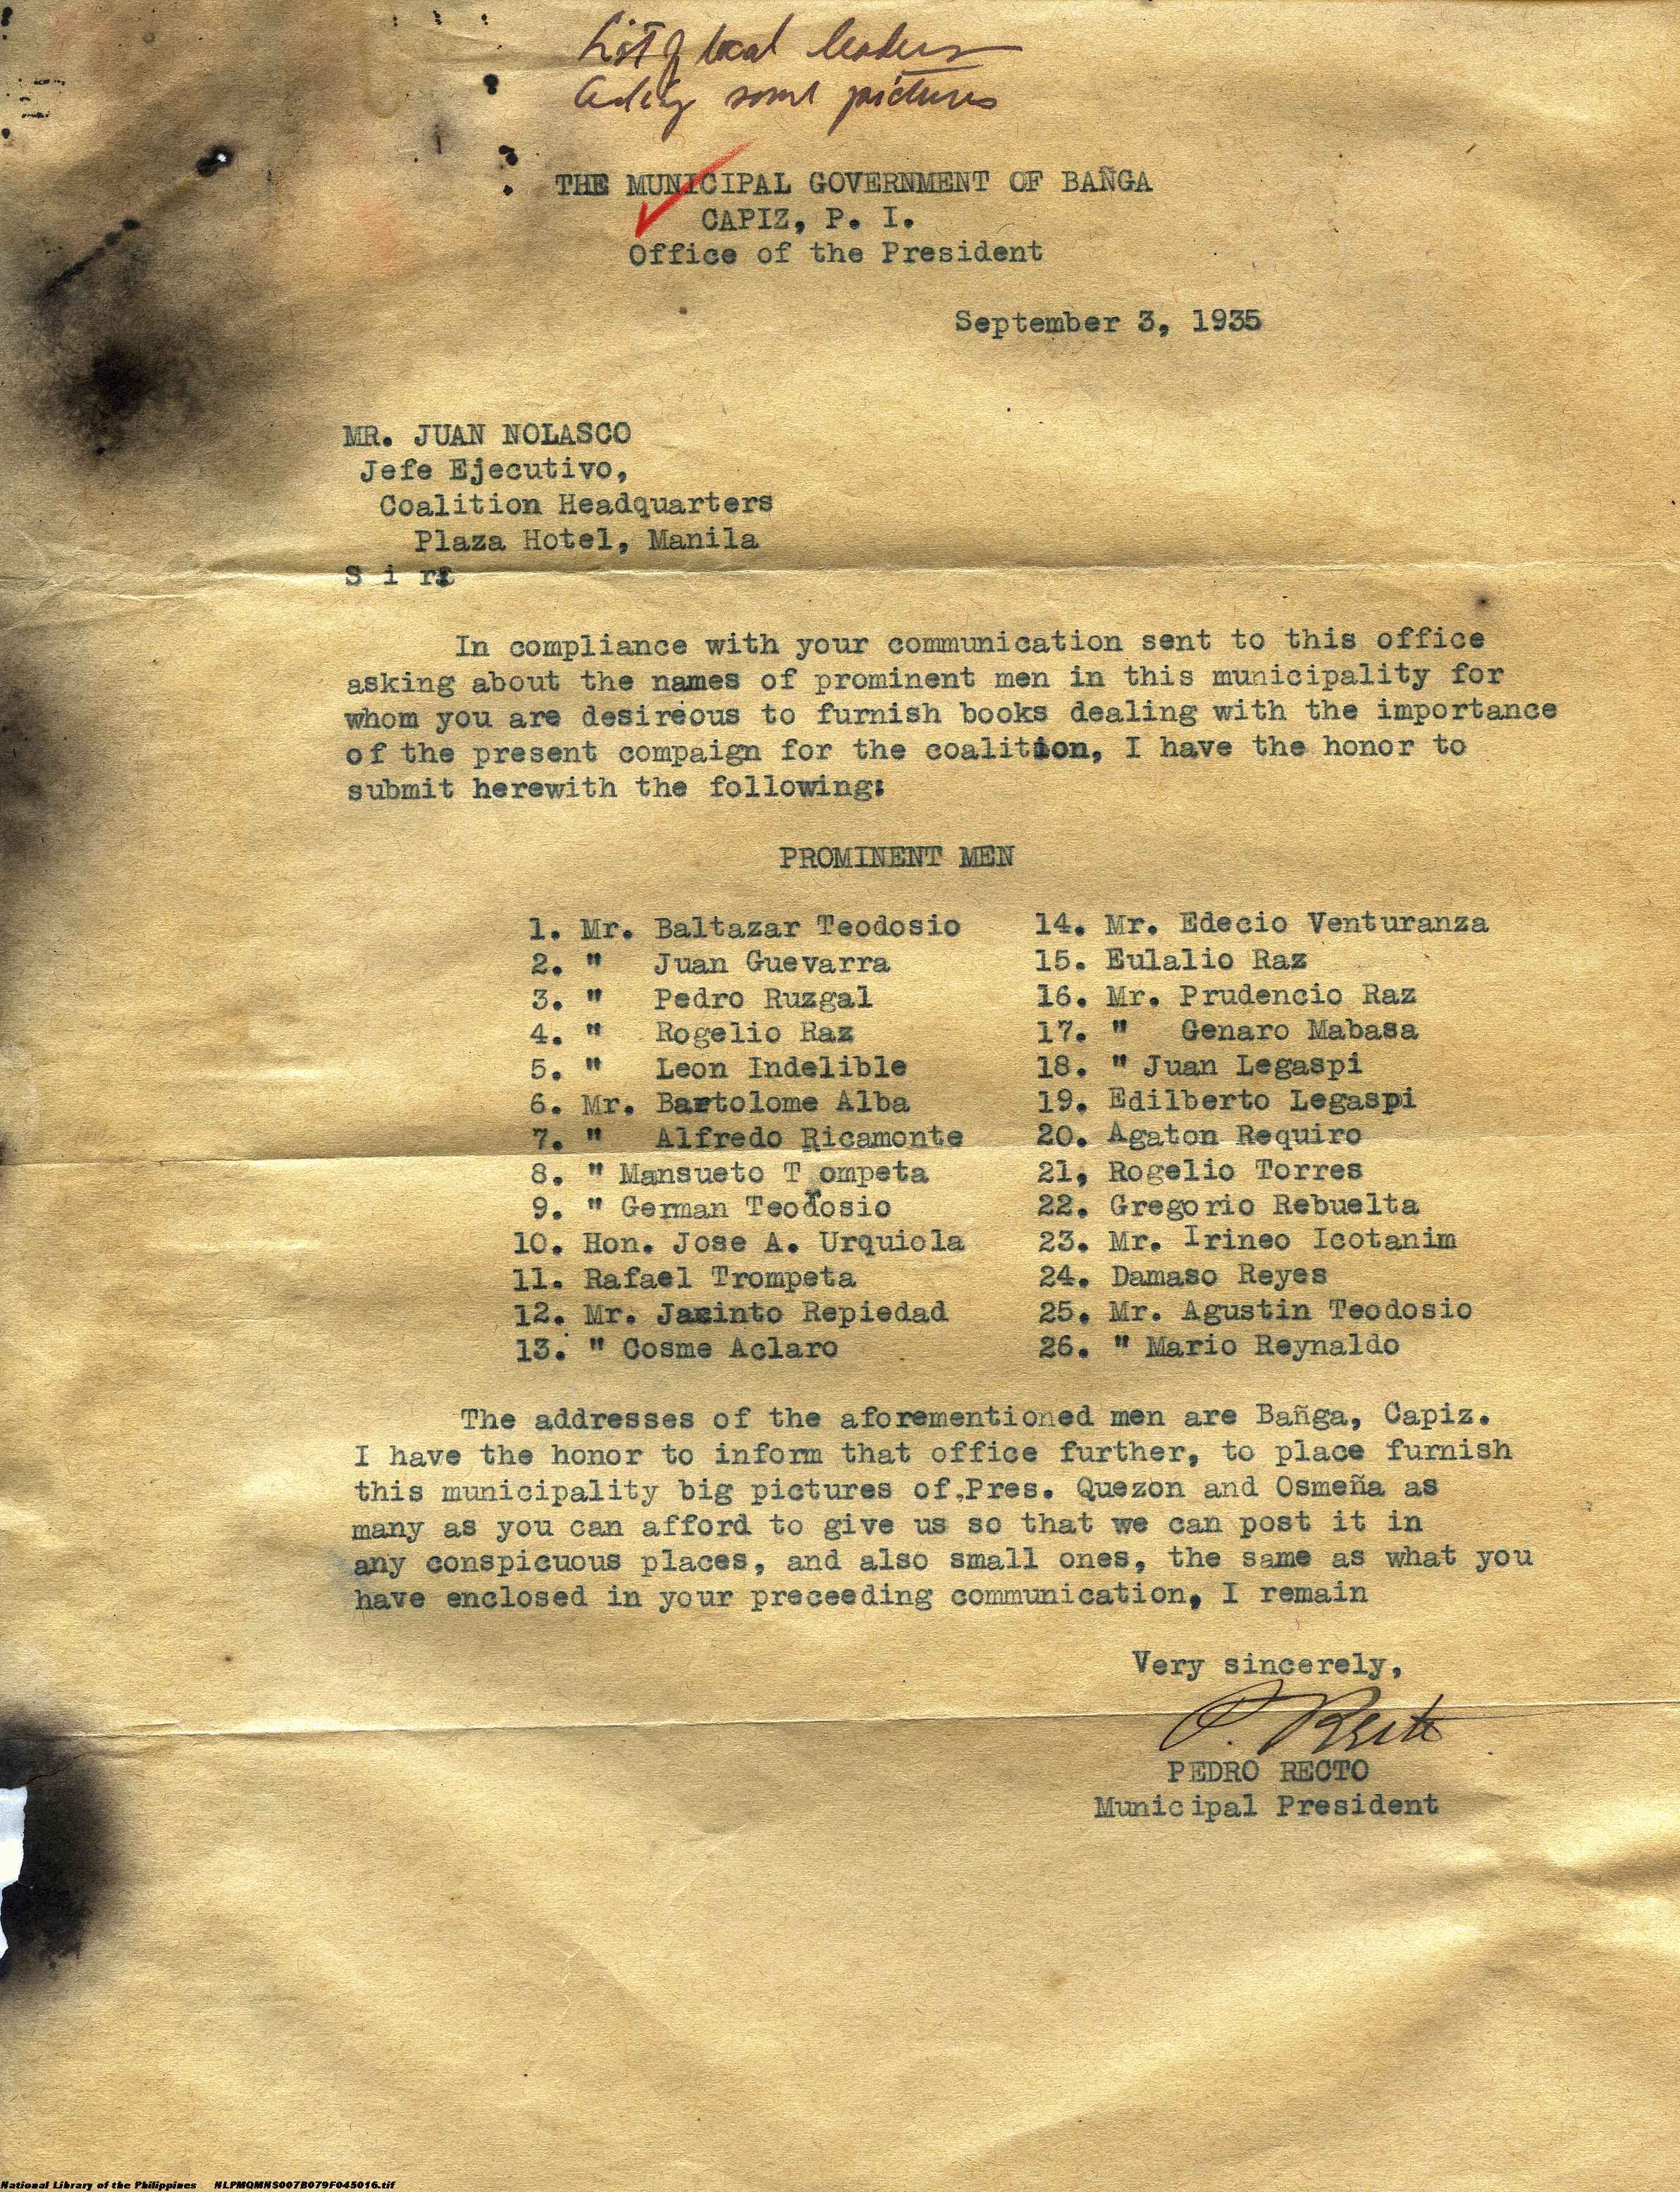 List of local leaders
some pictures
THE MUNICIPAL GOVERNMENT OF BAÑGA
CAPIZ, P. I.
Office of the President
September 3, 1935
MR. JUAN NOLASCO
Jefe Ejecutivo,
Coalition Headquarters
Plaza Hotel, Manila
S i r:
In compliance with your communication sent to this office
asking about the names of prominent men in this municipality for
whom you are desireous to furnish books dealing with the importance
of the present compaign for the coalition, I have the honor to
submit herewith the following:
PROMINENT MEN
1. Mr. Baltazar Teodosio
2. " Juan Guevarra
3. " Pedro Ruzgal
4. " Rogelio Raz
5. " Leon Indelible
6. Mr. Bartolome Alba
7. " Alfredo Ricamonte
8. " Mansueto Trompeta
9. " German Teodosio
10. Hon. Jose A. Urquiola
11. Rafael Trompeta
12. Mr. Jacinto Repiedad
13. " Cosme Aclaro
14. Mr. Edecio Venturanza
15. Eulalio Raz
16. Mr. Prudencio Raz
17. " Genaro Mabasa
18. " Juan Legaspi
19. Edilberto Legaspi
20. Agaton Requiro
21, Rogelio Torres
22. Gregorio Rebuelta
23. Mr. Irineo Icotanim
24. Damaso Reyes
25. Mr. Agustin Teodosio
26. " Mario Reynaldo
The addresses of the aforementioned men are Bañga, Capiz.
I have the honor to inform that office further, to place furnish
this municipality big pictures of,Pres. Quezon and Osmeña as
many as you can afford to give us so that we can post it in
any conspicuous places, and also small ones, the same as what you
have enclosed in your preceeding communication, I remain
Very sincerely,
P. Recto
PEDRO RECTO
Municipal President
National Library of the Philippines NLPMQMNS007B079F045016.tif